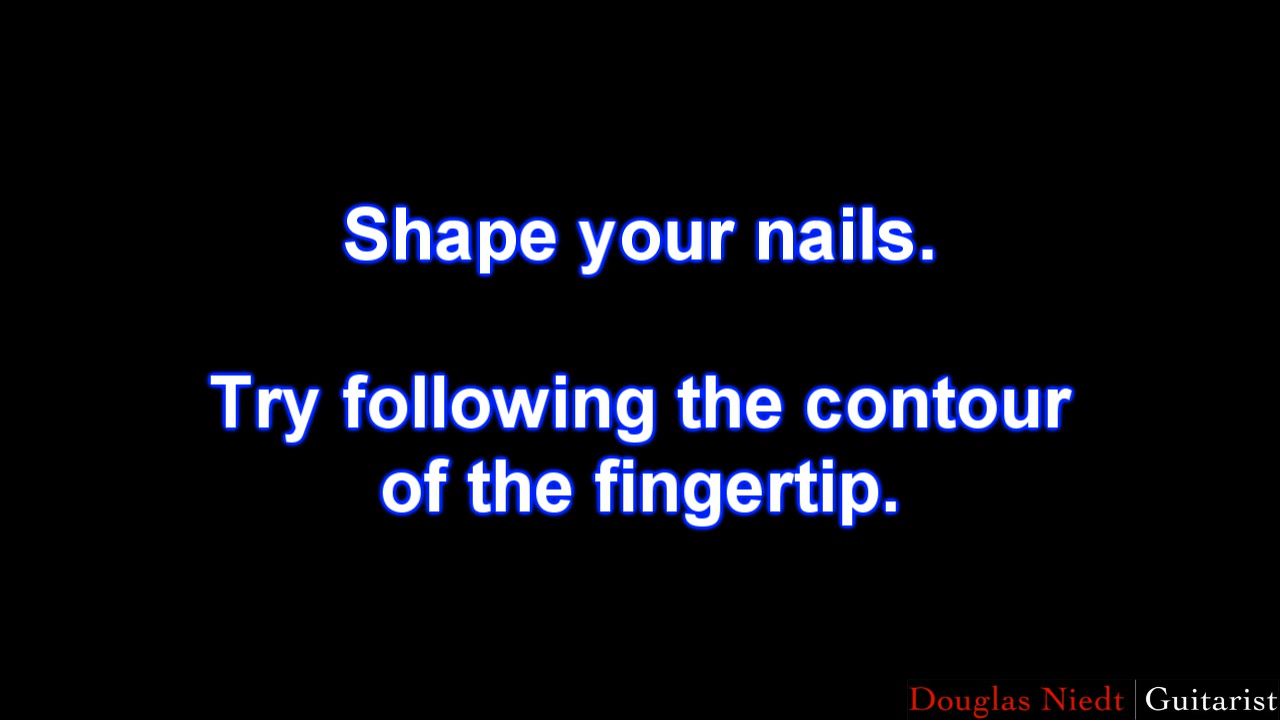 Shape your nails.
Try following the contour
of the fingertip.
Douglas Niedt | Guitarist